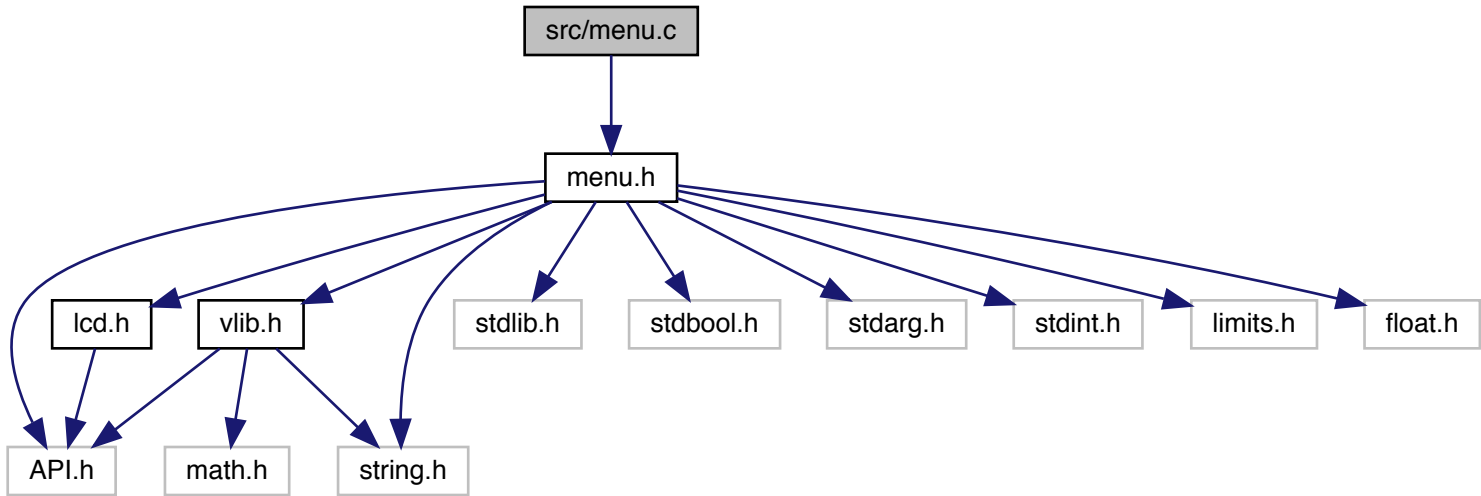 src/menu.c
menu.h
lcd.h
vlib.h
stdlib.h
stdbool.h
stdarg.h
stdint.h
limits.h
float.h
API.h
math.h
string.h